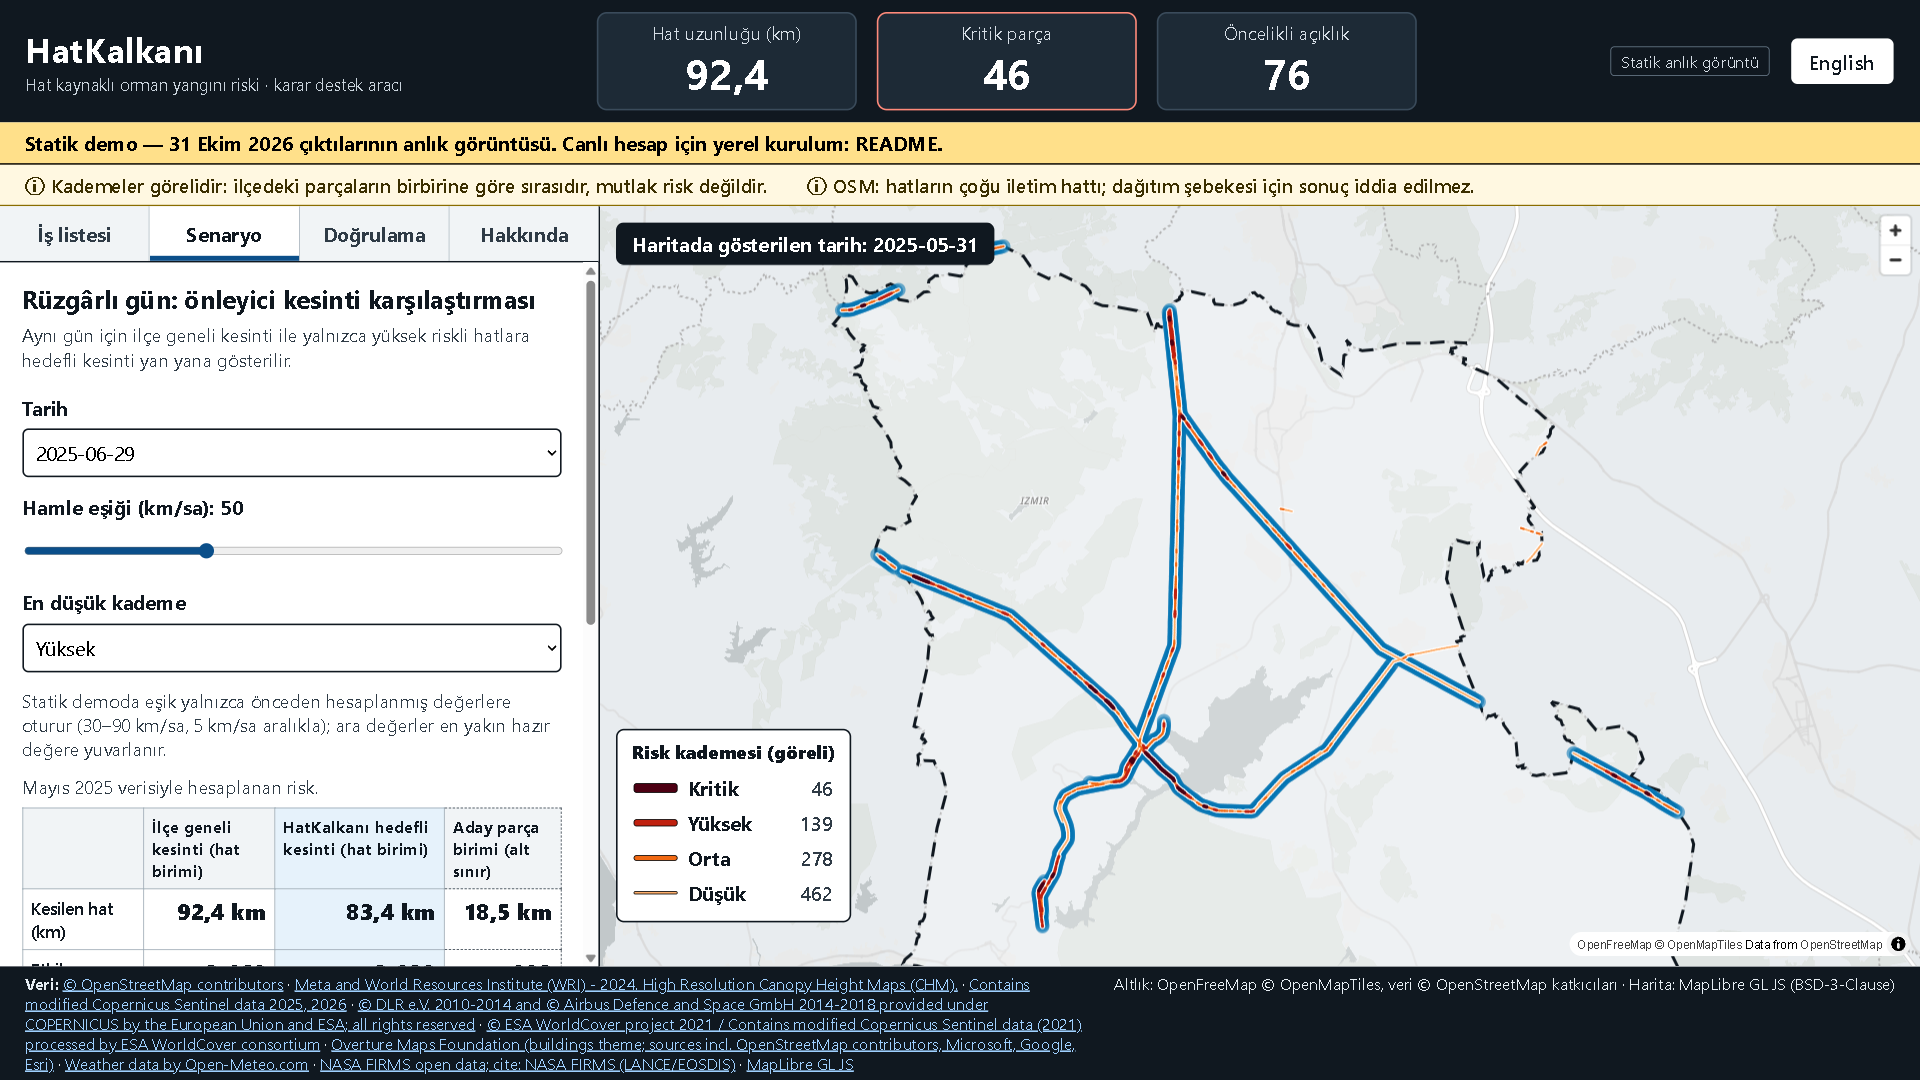 HatKalkanı
Hat kaynaklı orman yangını riski · karar destek aracı
Hat uzunluğu (km)
92,4
Kritik parça
46
Öncelikli açıklık
76
Statik anlık görüntü
English
Statik demo — 31 Ekim 2026 çıktılarının anlık görüntüsü. Canlı hesap için yerel kurulum: README.
ⓘ Kademeler görelidir: ilçedeki parçaların birbirine göre sırasıdır, mutlak risk değildir.
ⓘ OSM: hatların çoğu iletim hattı; dağıtım şebekesi için sonuç iddia edilmez.
İş listesi
Senaryo
Doğrulama
Hakkında
Rüzgârlı gün: önleyici kesinti karşılaştırması
Aynı gün için ilçe geneli kesinti ile yalnızca yüksek riskli hatlara
hedefli kesinti yan yana gösterilir.
Tarih
2025-06-29
Hamle eşiği (km/sa): 50
En düşük kademe
Yüksek
Statik demoda eşik yalnızca önceden hesaplanmış değerlere
oturur (30–90 km/sa, 5 km/sa aralıkla); ara değerler en yakın hazır
değere yuvarlanır.
Mayıs 2025 verisiyle hesaplanan risk.
İlçe geneli
kesinti (hat
birimi)
HatKalkanı hedefli
kesinti (hat birimi)
Aday parça
birimi (alt
sınır)
Kesilen hat
(km)
92,4 km
83,4 km
18,5 km
Haritada gösterilen tarih: 2025-05-31
+
−
IZMIR
Risk kademesi (göreli)
Kritik 46
Yüksek 139
Orta 278
Düşük 462
OpenFreeMap © OpenMapTiles Data from OpenStreetMap
Veri: © OpenStreetMap contributors · Meta and World Resources Institute (WRI) - 2024. High Resolution Canopy Height Maps (CHM). · Contains
modified Copernicus Sentinel data 2025, 2026 · © DLR e.V. 2010-2014 and © Airbus Defence and Space GmbH 2014-2018 provided under
COPERNICUS by the European Union and ESA; all rights reserved · © ESA WorldCover project 2021 / Contains modified Copernicus Sentinel data (2021)
processed by ESA WorldCover consortium · Overture Maps Foundation (buildings theme; sources incl. OpenStreetMap contributors, Microsoft, Google,
Esri) · Weather data by Open-Meteo.com · NASA FIRMS open data; cite: NASA FIRMS (LANCE/EOSDIS) · MapLibre GL JS
Altlık: OpenFreeMap © OpenMapTiles, veri © OpenStreetMap katkıcıları · Harita: MapLibre GL JS (BSD-3-Clause)